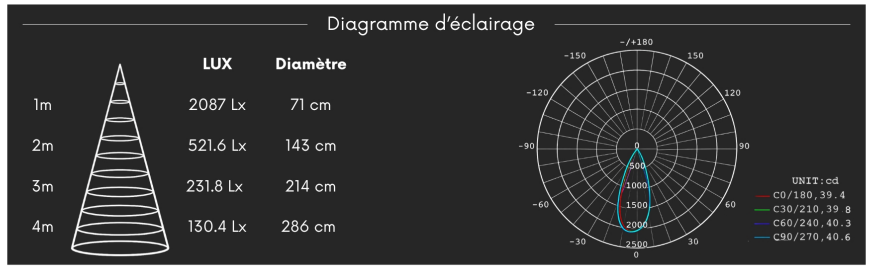 Diagramme d’éclairage
LUX Diamètre
1m 2087 Lx 71 cm
2m 521.6 Lx 143 cm
3m 231.8 Lx 214 cm
4m 130.4 Lx 286 cm
-/+180
-150 150
-120 120
-90 90
-60 60
-30 30
0
0
500
1000
1500
2000
2500
UNIT:cd
C0/180,39.4
C30/210,39 8
C60/240,40.3
C90/270,40.6